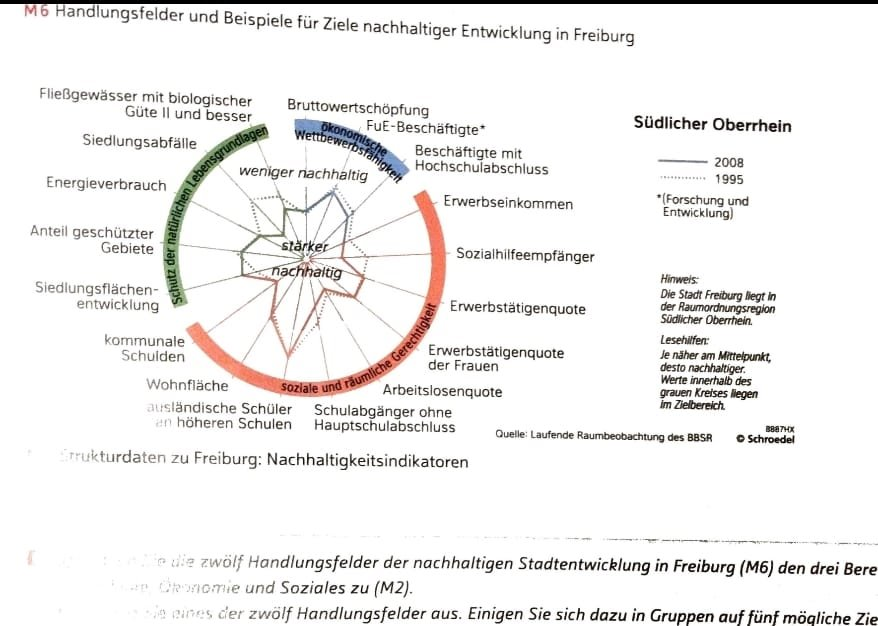 M6 Handlungsfelder und Beispiele für Ziele nachhaltiger Entwicklung in Freiburg
Fließgewässer mit biologischer
Güte II und besser
Siedlungsabfälle
Energieverbrauch
Anteil geschützter
Gebiete
Siedlungsflächen-
entwicklung
kommunale
Schulden
Wohnfläche
ausländische Schüler
an höheren Schulen
Schulabgänger ohne
Hauptschulabschluss
Arbeitslosenquote
Erwerbstätigenquote
der Frauen
Erwerbstätigenquote
Sozialhilfeempfänger
Erwerbseinkommen
Beschäftigte mit
Hochschulabschluss
FuE-Beschäftigte*
Bruttowertschöpfung
ökonomische
Wettbewerbsfähigkeit
Schutz der natürlichen Lebensgrundlagen
soziale und räumliche Gerechtigkeit
weniger nachhaltig
stärker
nachhaltig
Südlicher Oberrhein
2008
1995
*(Forschung und
Entwicklung)
Hinweis:
Die Stadt Freiburg liegt in
der Raumordnungsregion
Südlicher Oberrhein.
Lesehilfen:
Je näher am Mittelpunkt,
desto nachhaltiger.
Werte innerhalb des
grauen Kreises liegen
im Zielbereich.
8887HX
Quelle: Laufende Raumbeobachtung des BBSR © Schroedel
Strukturdaten zu Freiburg: Nachhaltigkeitsindikatoren
die zwölf Handlungsfelder der nachhaltigen Stadtentwicklung in Freiburg (M6) den drei Bere
Ökonomie und Soziales zu (M2).
eines der zwölf Handlungsfelder aus. Einigen Sie sich dazu in Gruppen auf fünf mögliche Zie